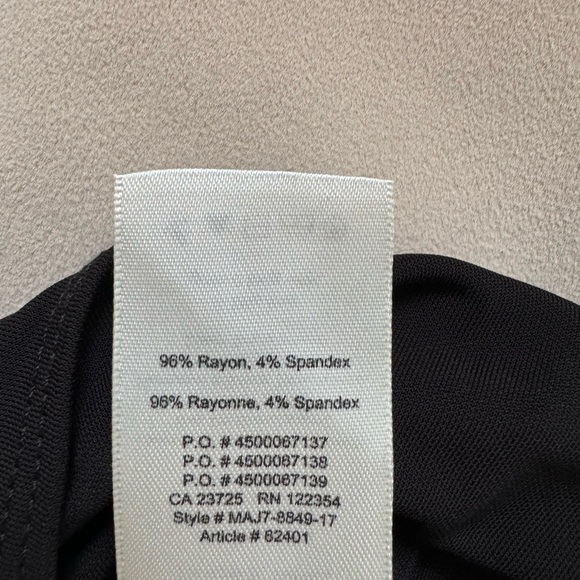 96% Rayon, 4% Spandex
96% Rayonne, 4% Spandex
P.O. # 4500067137
P.O. # 4500067138
P.O. # 4500067139
CA 23725 RN 122354
Style # MAJ7-8849-17
Article # 62401